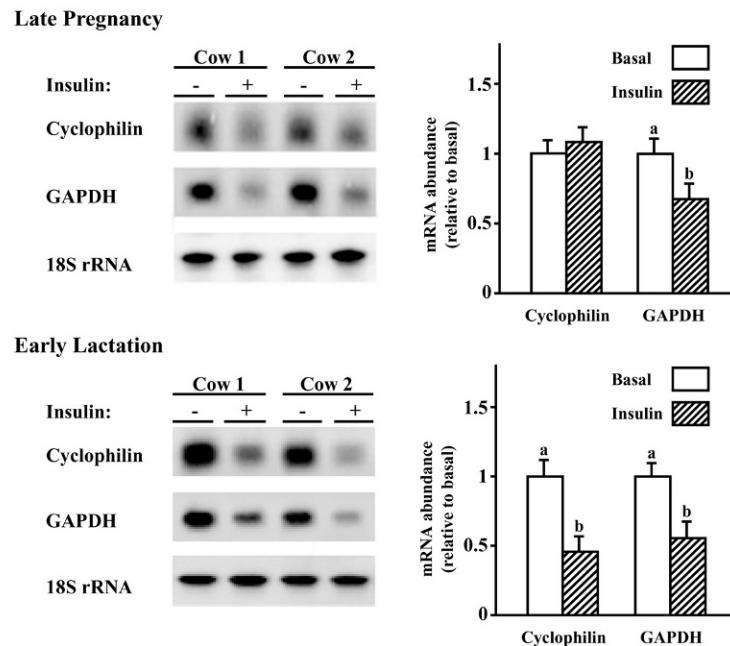 Late Pregnancy
Cow 1 Cow 2
Insulin: - + - +
Cyclophilin
GAPDH
18S rRNA
mRNA abundance
(relative to basal)
1.5
1
0.5
0
Basal
Insulin
a
b
Cyclophilin GAPDH
Early Lactation
Cow 1 Cow 2
Insulin: - + - +
Cyclophilin
GAPDH
18S rRNA
mRNA abundance
(relative to basal)
1.5
1
0.5
0
Basal
Insulin
a a
b b
Cyclophilin GAPDH